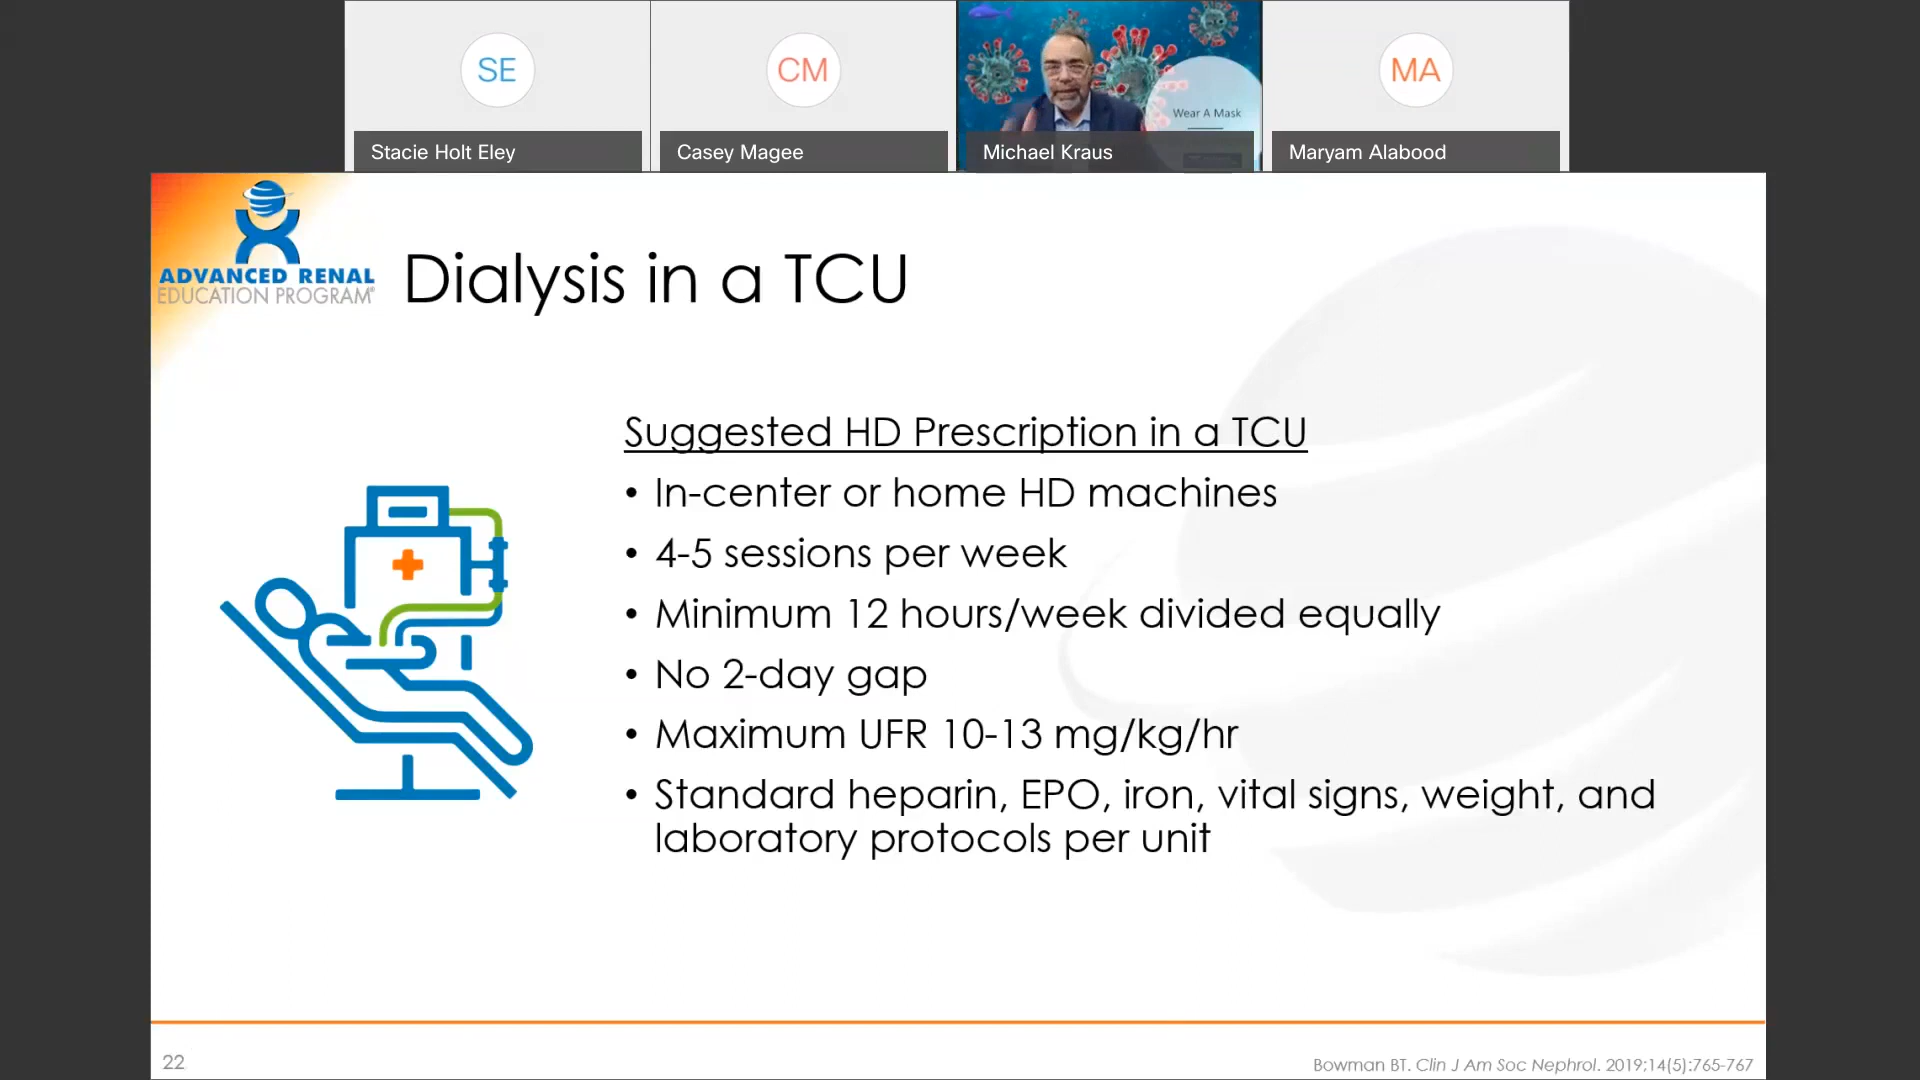 SE
CM
MA
Wear A Mask
Stacie Holt Eley
Casey Magee
Michael Kraus
Maryam Alabood
ADVANCED RENAL
EDUCATION PROGRAM®
Dialysis in a TCU
Suggested HD Prescription in a TCU
• In-center or home HD machines
• 4-5 sessions per week
• Minimum 12 hours/week divided equally
• No 2-day gap
• Maximum UFR 10-13 mg/kg/hr
• Standard heparin, EPO, iron, vital signs, weight, and
laboratory protocols per unit
22
Bowman BT. Clin J Am Soc Nephrol. 2019;14(5):765-767